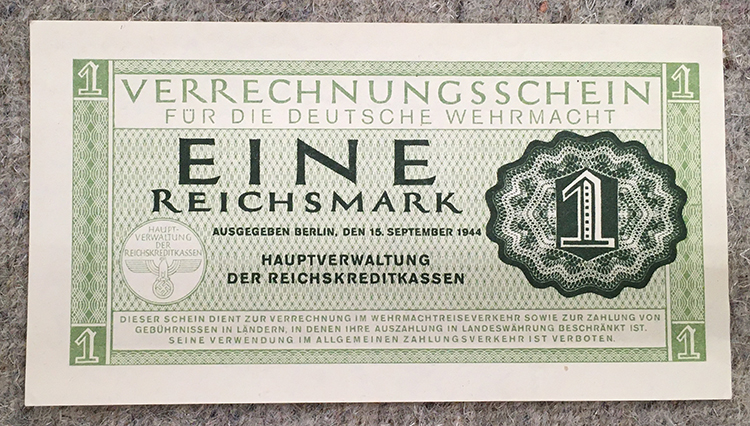 1 1
VERRECHNUNGSSCHEIN
FÜR DIE DEUTSCHE WEHRMACHT
EINE
REICHSMARK
1
AUSGEGEBEN BERLIN, DEN 15. SEPTEMBER 1944
HAUPT-
VERWALTUNG
DER
REICHSKREDITKASSEN
HAUPTVERWALTUNG
DER REICHSKREDITKASSEN
DIESER SCHEIN DIENT ZUR VERRECHNUNG IM WEHRMACHTREISEVERKEHR SOWIE ZUR ZAHLUNG VON
GEBÜHRNISSEN IN LÄNDERN, IN DENEN IHRE AUSZAHLUNG IN LANDESWÄHRUNG BESCHRÄNKT IST.
SEINE VERWENDUNG IM ALLGEMEINEN ZAHLUNGSVERKEHR IST VERBOTEN.
1 1